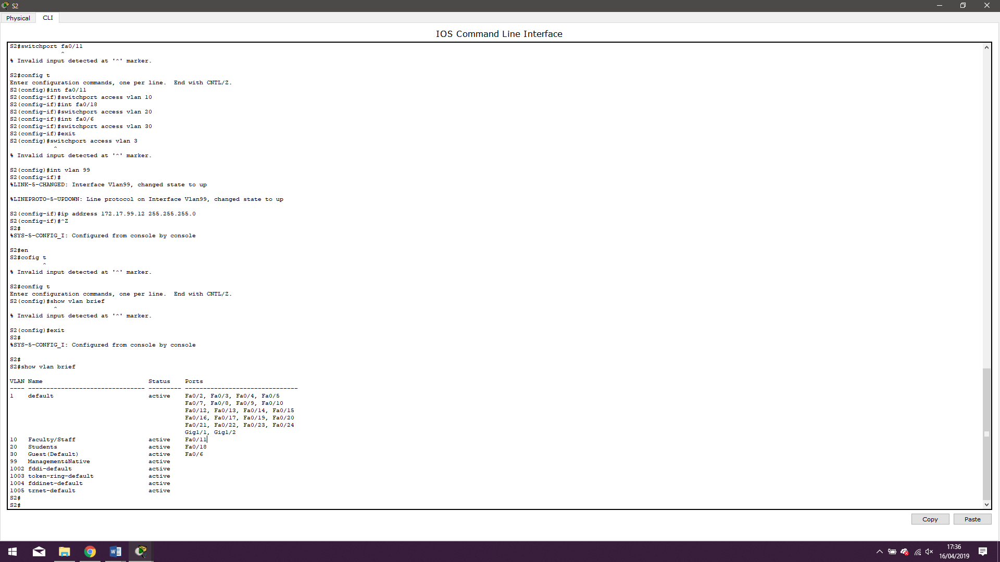 S2
Physical CLI
IOS Command Line Interface
S2#switchport fa0/11
^
% Invalid input detected at '^' marker.
S2#config t
Enter configuration commands, one per line.  End with CNTL/Z.
S2(config)#int fa0/11
S2(config-if)#switchport access vlan 10
S2(config-if)#int fa0/18
S2(config-if)#switchport access vlan 20
S2(config-if)#int fa0/6
S2(config-if)#switchport access vlan 30
S2(config-if)#exit
S2(config)#switchport access vlan 3
^
% Invalid input detected at '^' marker.
S2(config)#int vlan 99
S2(config-if)#
%LINK-5-CHANGED: Interface Vlan99, changed state to up
%LINEPROTO-5-UPDOWN: Line protocol on Interface Vlan99, changed state to up
S2(config-if)#ip address 172.17.99.12 255.255.255.0
S2(config-if)#^Z
S2#
%SYS-5-CONFIG_I: Configured from console by console
S2#en
S2#cofig t
^
% Invalid input detected at '^' marker.
S2#config t
Enter configuration commands, one per line.  End with CNTL/Z.
S2(config)#show vlan brief
^
% Invalid input detected at '^' marker.
S2(config)#exit
S2#
%SYS-5-CONFIG_I: Configured from console by console
S2#
S2#show vlan brief
VLAN Name                             Status    Ports
---- -------------------------------- --------- -------------------------------
1    default                          active    Fa0/2, Fa0/3, Fa0/4, Fa0/5
Fa0/7, Fa0/8, Fa0/9, Fa0/10
Fa0/12, Fa0/13, Fa0/14, Fa0/15
Fa0/16, Fa0/17, Fa0/19, Fa0/20
Fa0/21, Fa0/22, Fa0/23, Fa0/24
Gig1/1, Gig1/2
10   Faculty/Staff                    active    Fa0/11
20   Students                         active    Fa0/18
30   Guest(Default)                   active    Fa0/6
99   Management&Native                active
1002 fddi-default                     active
1003 token-ring-default               active
1004 fddinet-default                  active
1005 trnet-default                    active
S2#
S2#
Copy Paste
17:36
16/04/2019